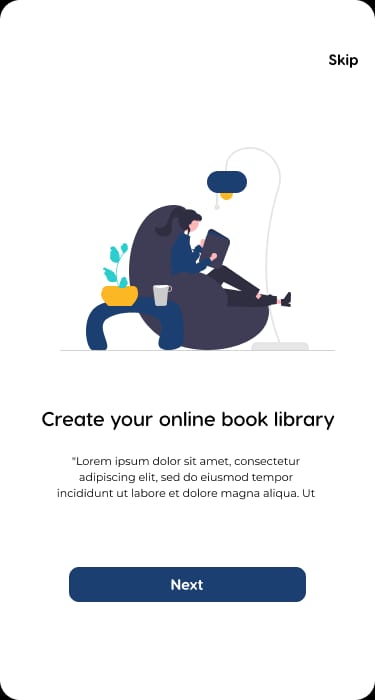 Skip
Create your online book library
"Lorem ipsum dolor sit amet, consectetur
adipiscing elit, sed do eiusmod tempor
incididunt ut labore et dolore magna aliqua. Ut
Next